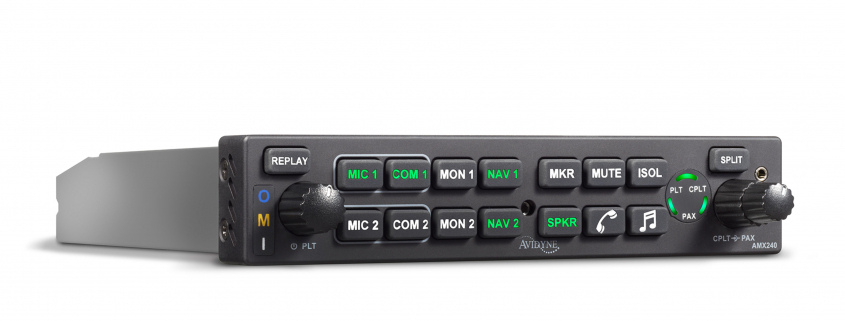 REPLAY
MIC 1 COM 1 MON 1 NAV 1 MKR MUTE ISOL SPLIT
O
M
I
MIC 2 COM 2 MON 2 NAV 2 SPKR
PLT CPLT
PAX
PLT
AVIDYNE
CPLT PAX
AMX240